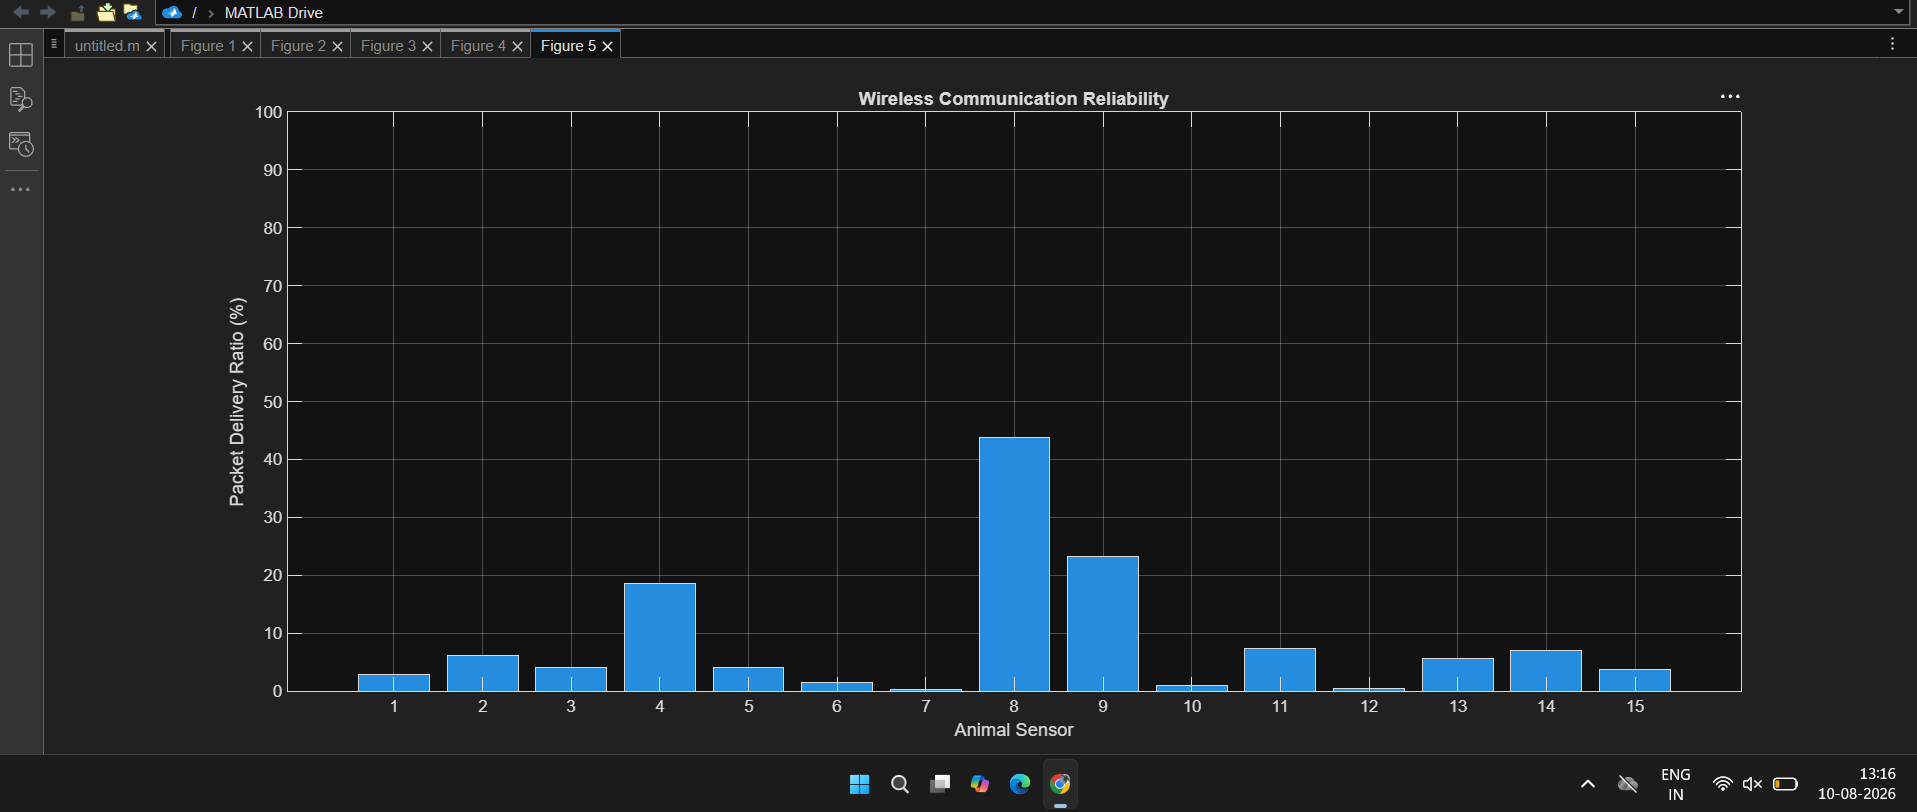 / > MATLAB Drive
untitled.m Figure 1 Figure 2 Figure 3 Figure 4 Figure 5
Wireless Communication Reliability
100
90
80
70
60
50
40
30
20
10
0
Packet Delivery Ratio (%)
1 2 3 4 5 6 7 8 9 10 11 12 13 14 15
Animal Sensor
ENG
IN
13:16
10-08-2026